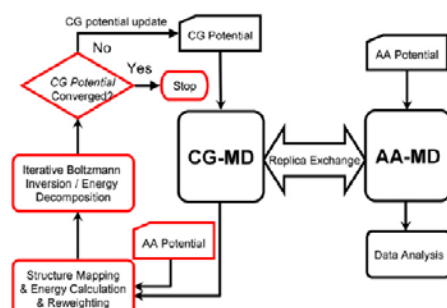 CG potential update
No
CG Potential
AA Potential
Yes
CG Potential
Converged?
Stop
CG-MD
Replica Exchange
AA-MD
Iterative Boltzmann
Inversion / Energy
Decomposition
AA Potential
Data Analysis
Structure Mapping
& Energy Calculation
& Reweighting